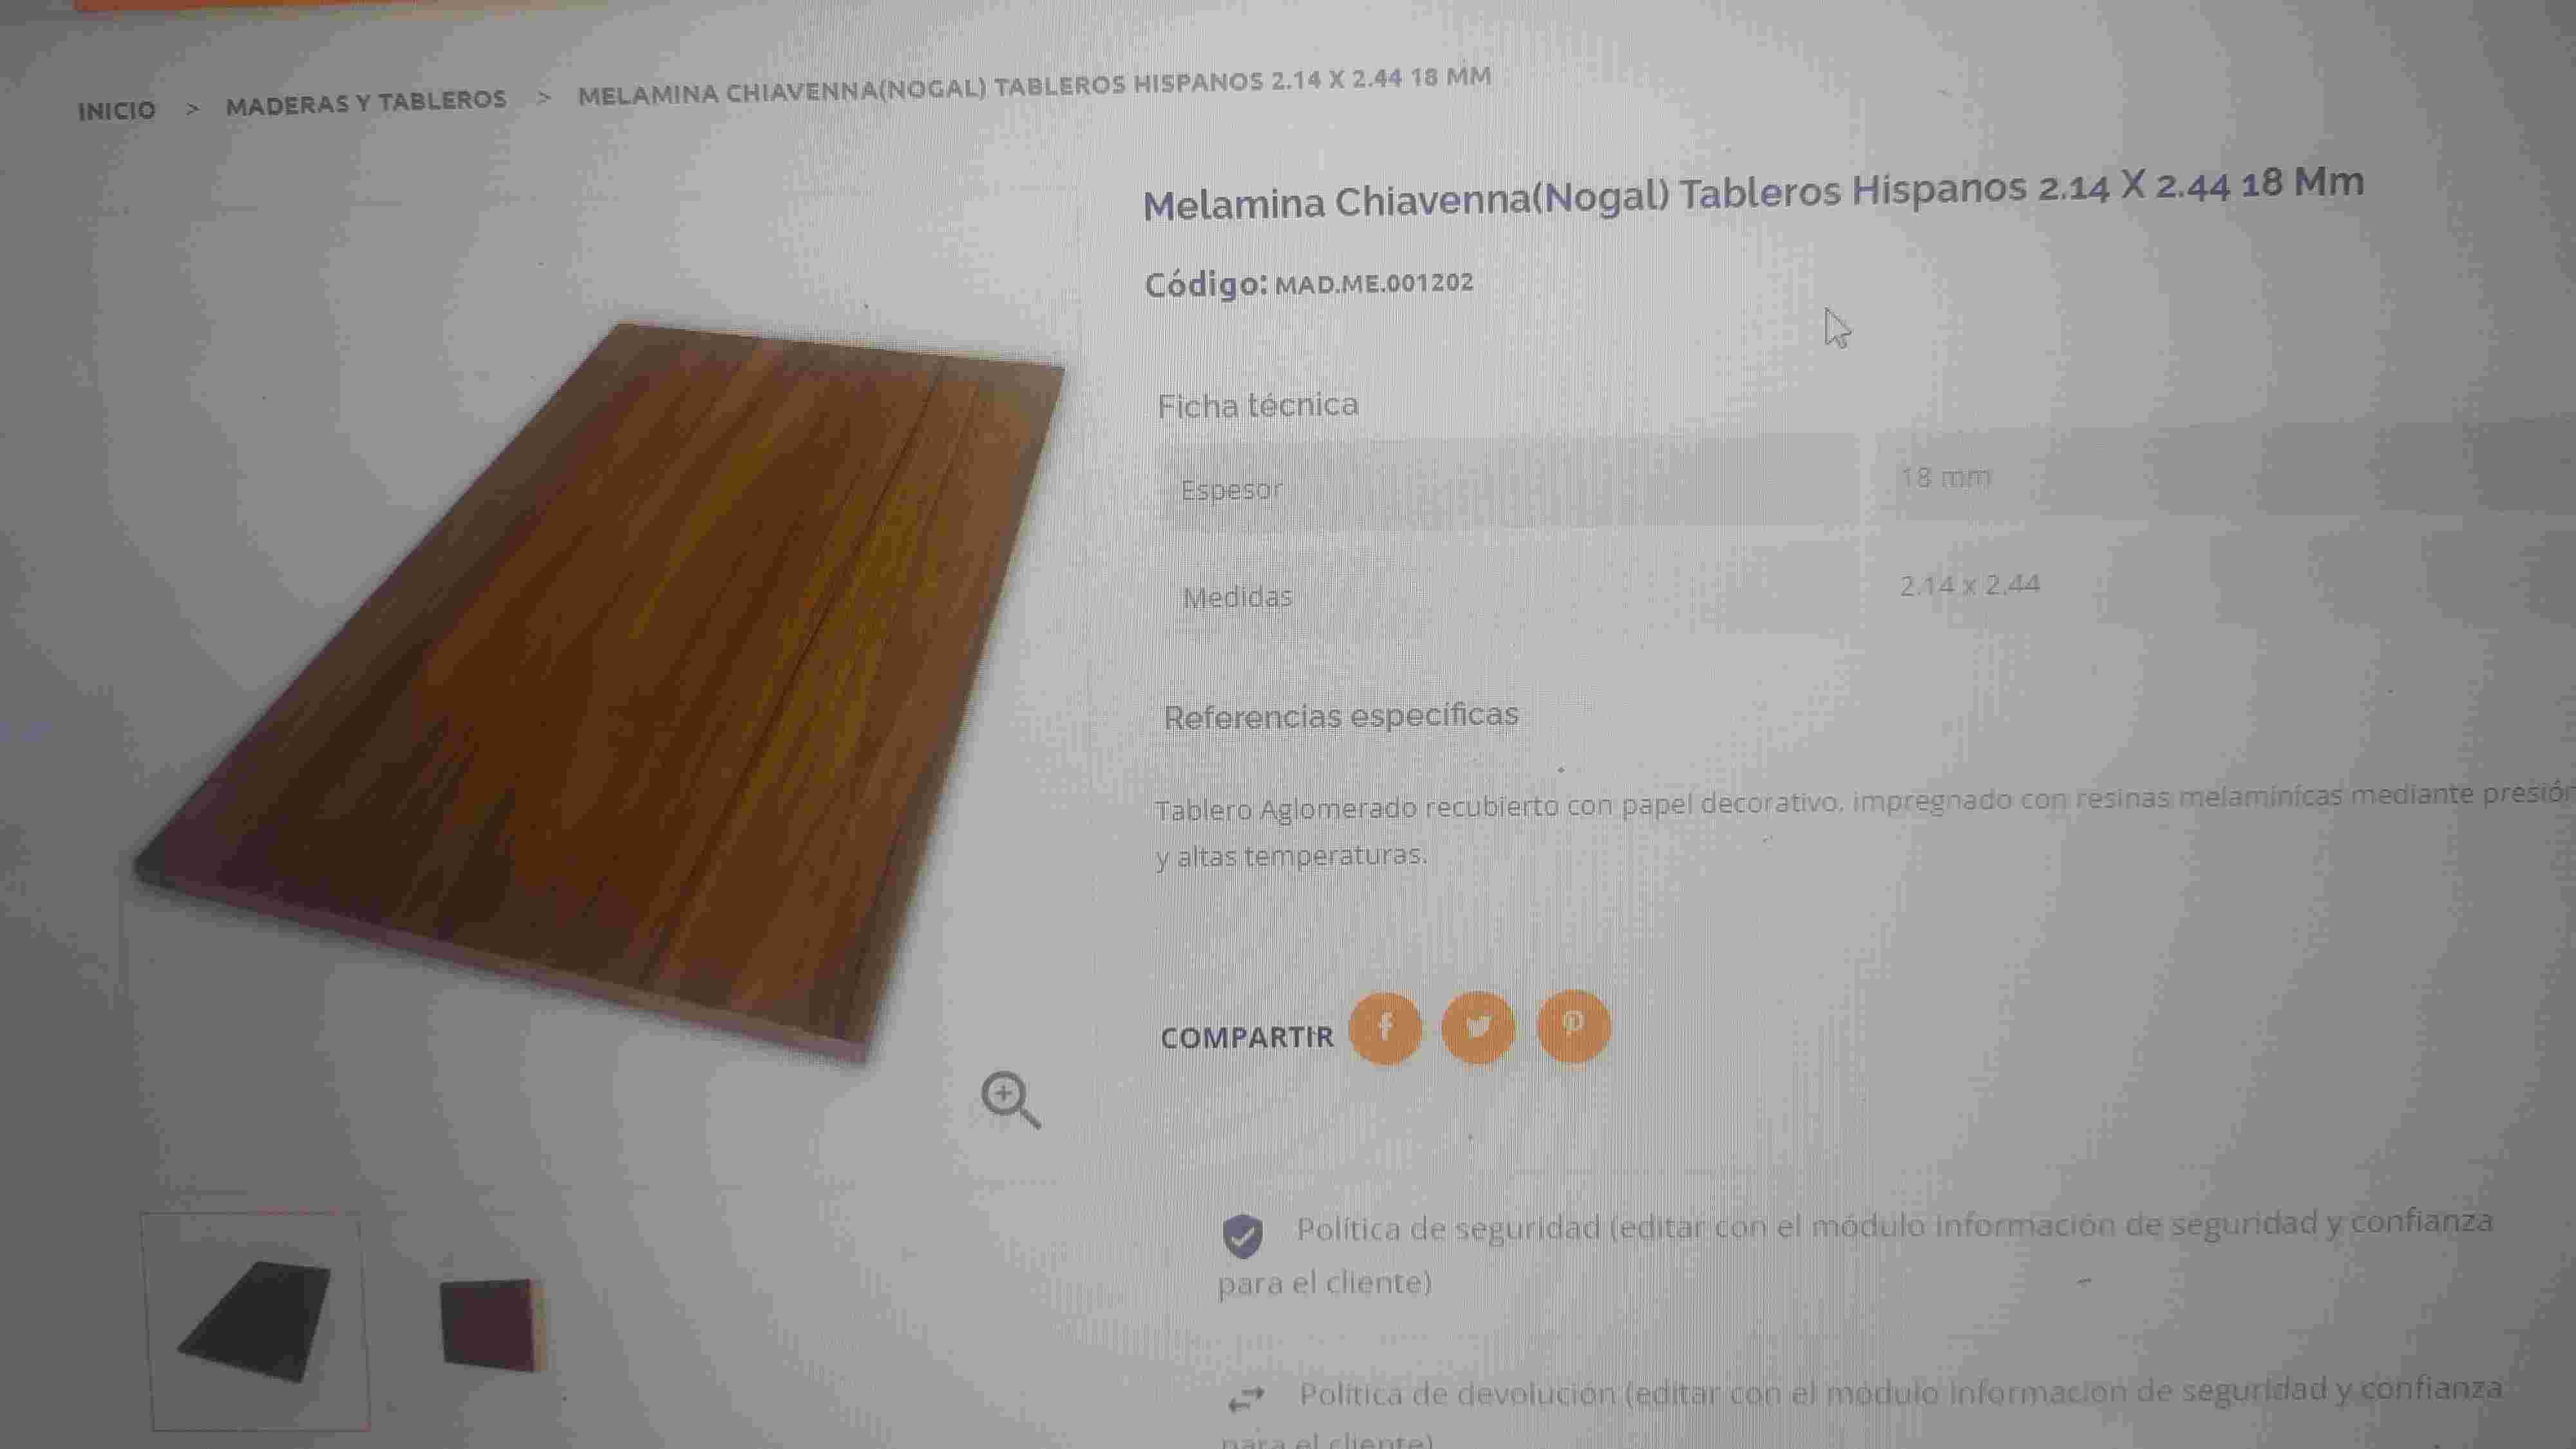 INICIO > MADERAS Y TABLEROS > MELAMINA CHIAVENNA(NOGAL) TABLEROS HISPANOS 2.14 X 2.44 18 MM
Melamina Chiavenna(Nogal) Tableros Hispanos 2.14 X 2.44 18 Mm
Código: MAD.ME.001202
Ficha técnica
Espesor 18 mm
Medidas 2.14 x 2.44
Referencias específicas
Tablero Aglomerado recubierto con papel decorativo, impregnado con resinas melamínicas mediante presión
y altas temperaturas.
COMPARTIR
Política de seguridad (editar con el módulo Información de seguridad y confianza
para el cliente)
Política de devolución (editar con el módulo Información de seguridad y confianza
para el cliente)